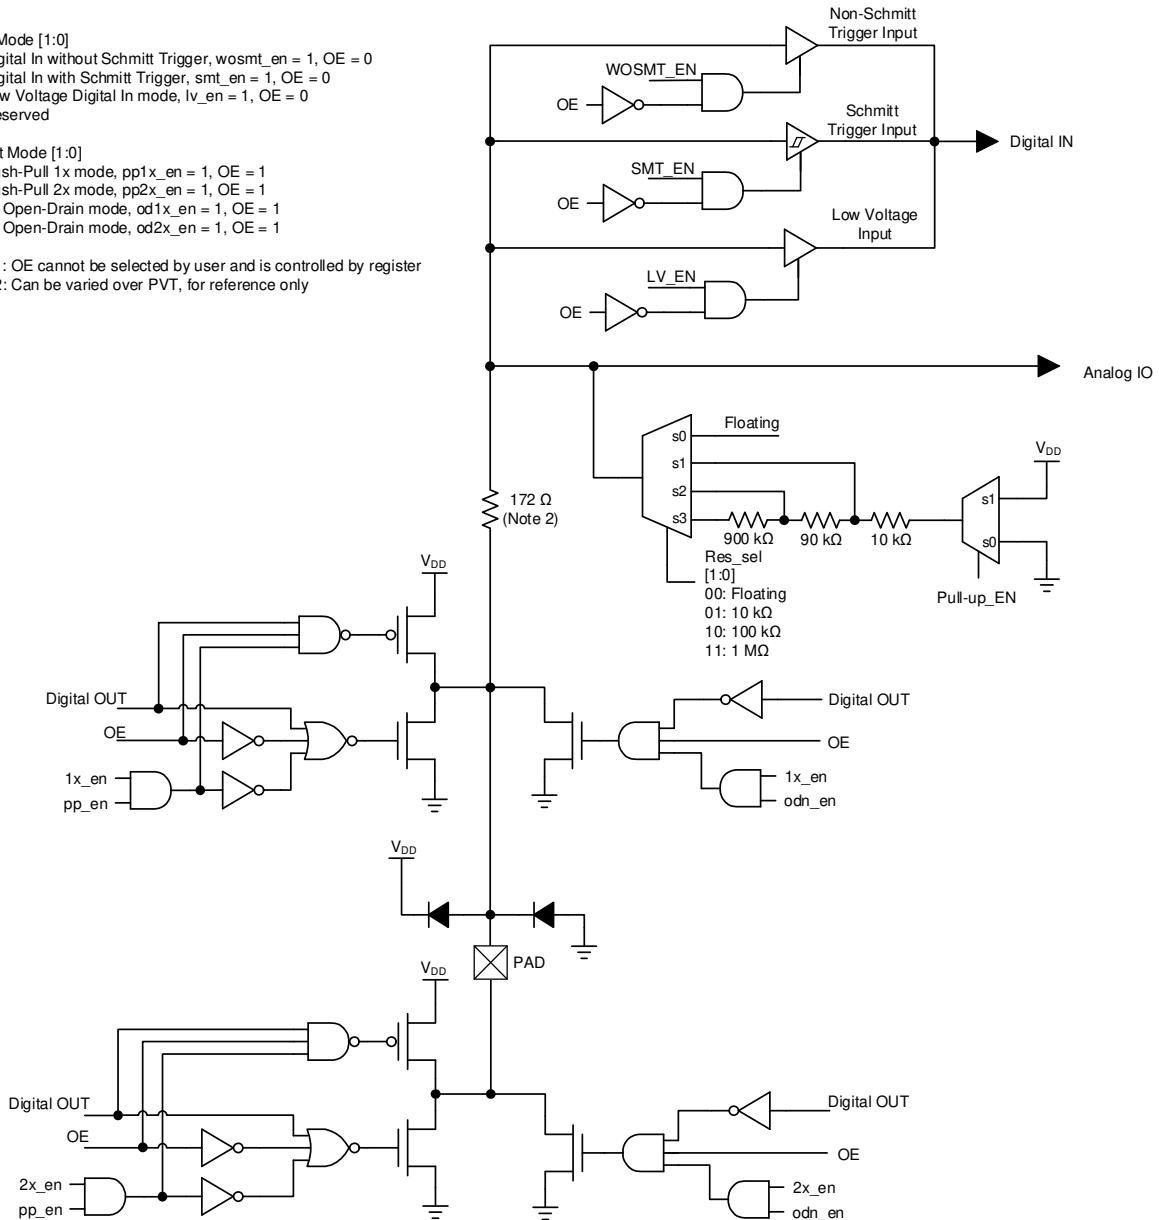 Mode [1:0]
gital In without Schmitt Trigger, wosmt_en = 1, OE = 0
gital In with Schmitt Trigger, smt_en = 1, OE = 0
w Voltage Digital In mode, lv_en = 1, OE = 0
eserved
t Mode [1:0]
sh-Pull 1x mode, pp1x_en = 1, OE = 1
sh-Pull 2x mode, pp2x_en = 1, OE = 1
Open-Drain mode, od1x_en = 1, OE = 1
Open-Drain mode, od2x_en = 1, OE = 1
: OE cannot be selected by user and is controlled by register
2: Can be varied over PVT, for reference only
Non-Schmitt
Trigger Input
WOSMT_EN
OE
Schmitt
Trigger Input
Digital IN
SMT_EN
OE
Low Voltage
Input
LV_EN
OE
Analog IO
Floating
s0
s1
s2
s3
900 kΩ
90 kΩ
10 kΩ
VDD
s1
s0
Pull-up_EN
Res_sel
[1:0]
00: Floating
01: 10 kΩ
10: 100 kΩ
11: 1 MΩ
172 Ω
(Note 2)
VDD
Digital OUT
OE
1x_en
pp_en
Digital OUT
OE
1x_en
odn_en
VDD
PAD
VDD
Digital OUT
OE
2x_en
pp_en
Digital OUT
OE
2x_en
odn_en